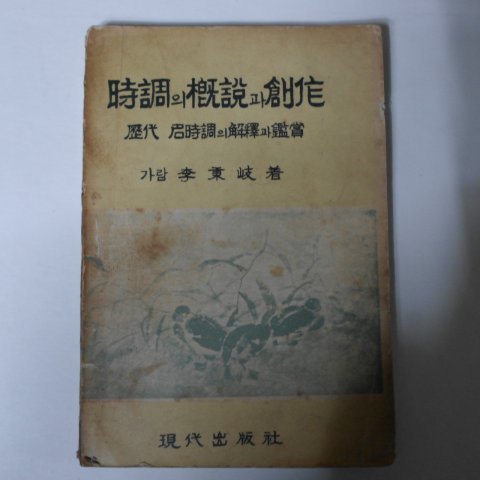 時調의 槪說과 創作
歷代 名時調의 解釋과 鑑賞
가람 李秉岐 著
現代出版社